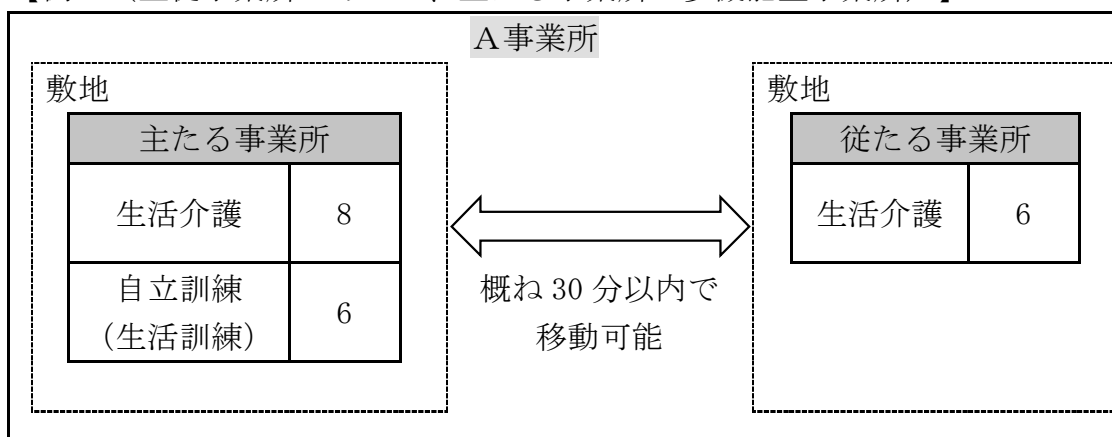 A事業所
敷地
主たる事業所
生活介護 8
自立訓練
(生活訓練) 6
概ね 30 分以内で
移動可能
敷地
従たる事業所
生活介護 6